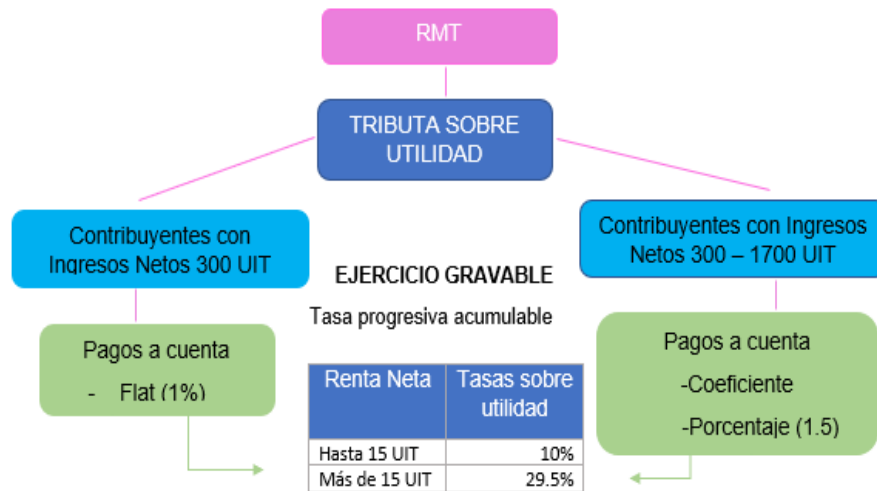 RMT
TRIBUTA SOBRE
UTILIDAD
Contribuyentes con
Ingresos Netos 300 UIT
Contribuyentes con Ingresos
Netos 300 – 1700 UIT
EJERCICIO GRAVABLE
Tasa progresiva acumulable
Pagos a cuenta
- Flat (1%)
Pagos a cuenta
-Coeficiente
-Porcentaje (1.5)
Renta Neta Tasas sobre
utilidad
Hasta 15 UIT 10%
Más de 15 UIT 29.5%